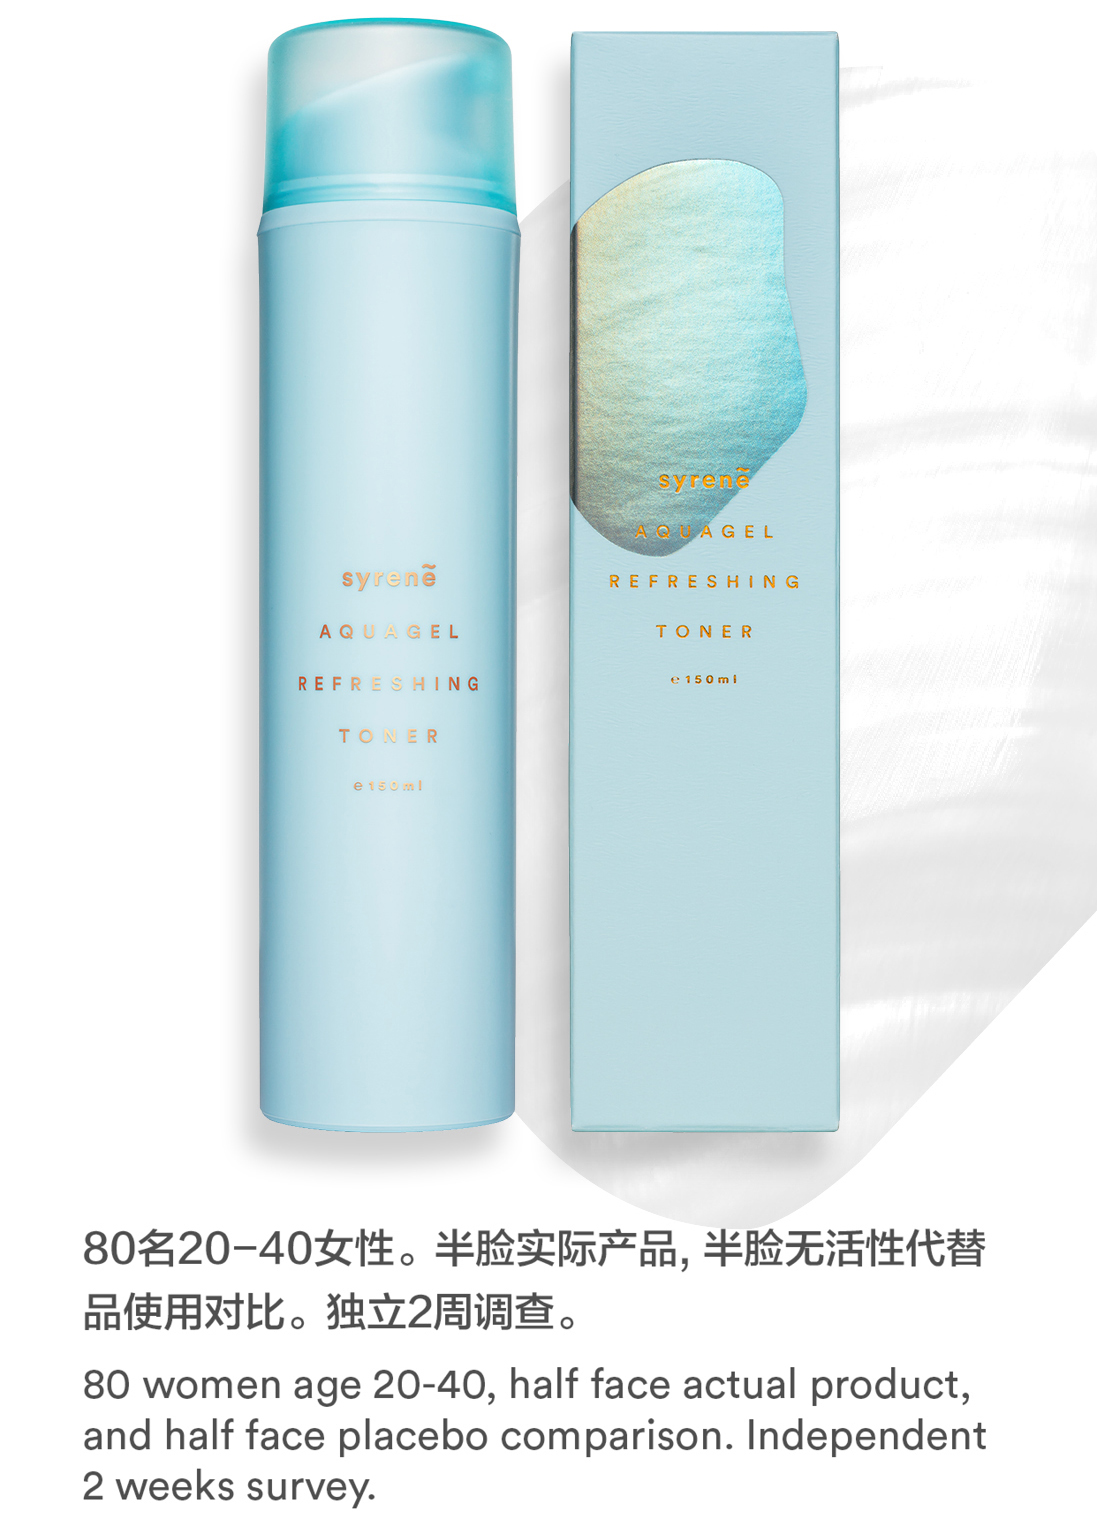 syrenẽ
AQUAGEL
REFRESHING
TONER
e150ml
syrenẽ
AQUAGEL
REFRESHING
TONER
e150ml
80名20-40女性。半脸实际产品, 半脸无活性代替
品使用对比。独立2周调查。
80 women age 20-40, half face actual product,
and half face placebo comparison. Independent
2 weeks survey.